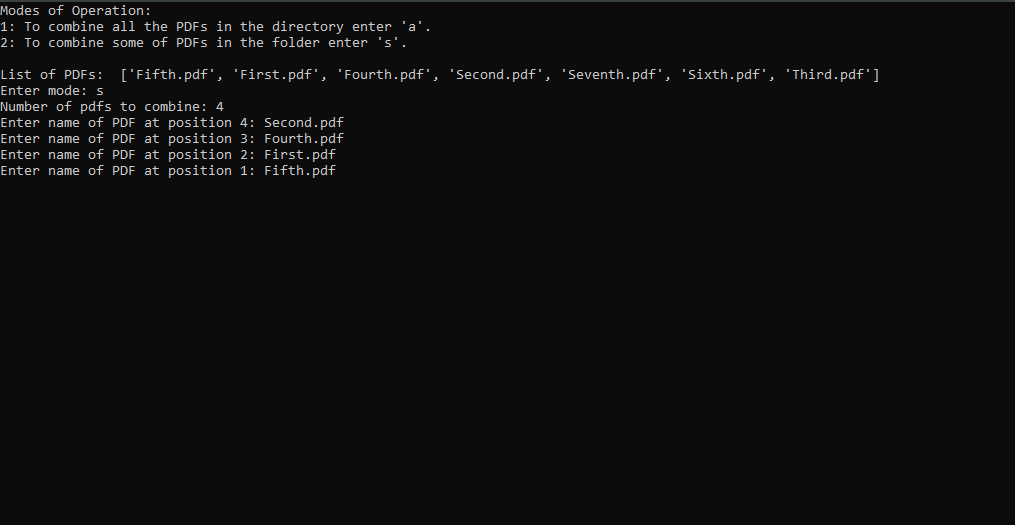 Modes of Operation:
1: To combine all the PDFs in the directory enter 'a'.
2: To combine some of PDFs in the folder enter 's'.
List of PDFs:  ['Fifth.pdf', 'First.pdf', 'Fourth.pdf', 'Second.pdf', 'Seventh.pdf', 'Sixth.pdf', 'Third.pdf']
Enter mode: s
Number of pdfs to combine: 4
Enter name of PDF at position 4: Second.pdf
Enter name of PDF at position 3: Fourth.pdf
Enter name of PDF at position 2: First.pdf
Enter name of PDF at position 1: Fifth.pdf